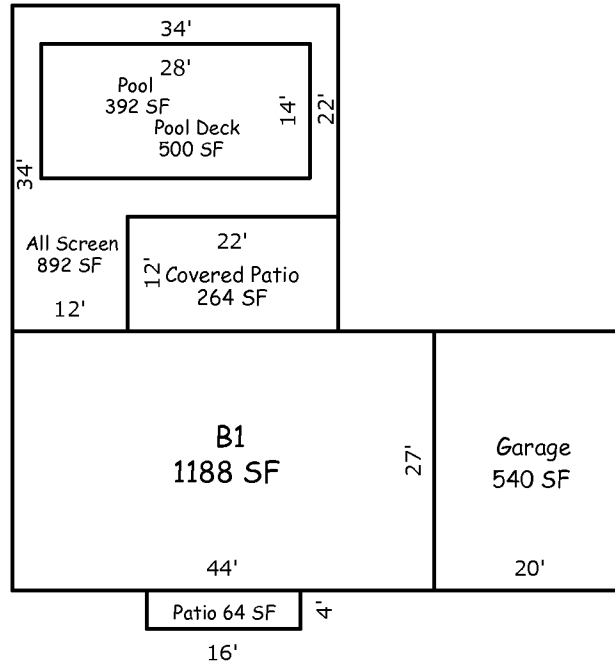 34'
28'
Pool
392 SF
14'
22'
Pool Deck
500 SF
34'
All Screen
892 SF
12'
22'
12'
Covered Patio
264 SF
B1
1188 SF
27'
44'
Garage
540 SF
20'
Patio 64 SF
4'
16'